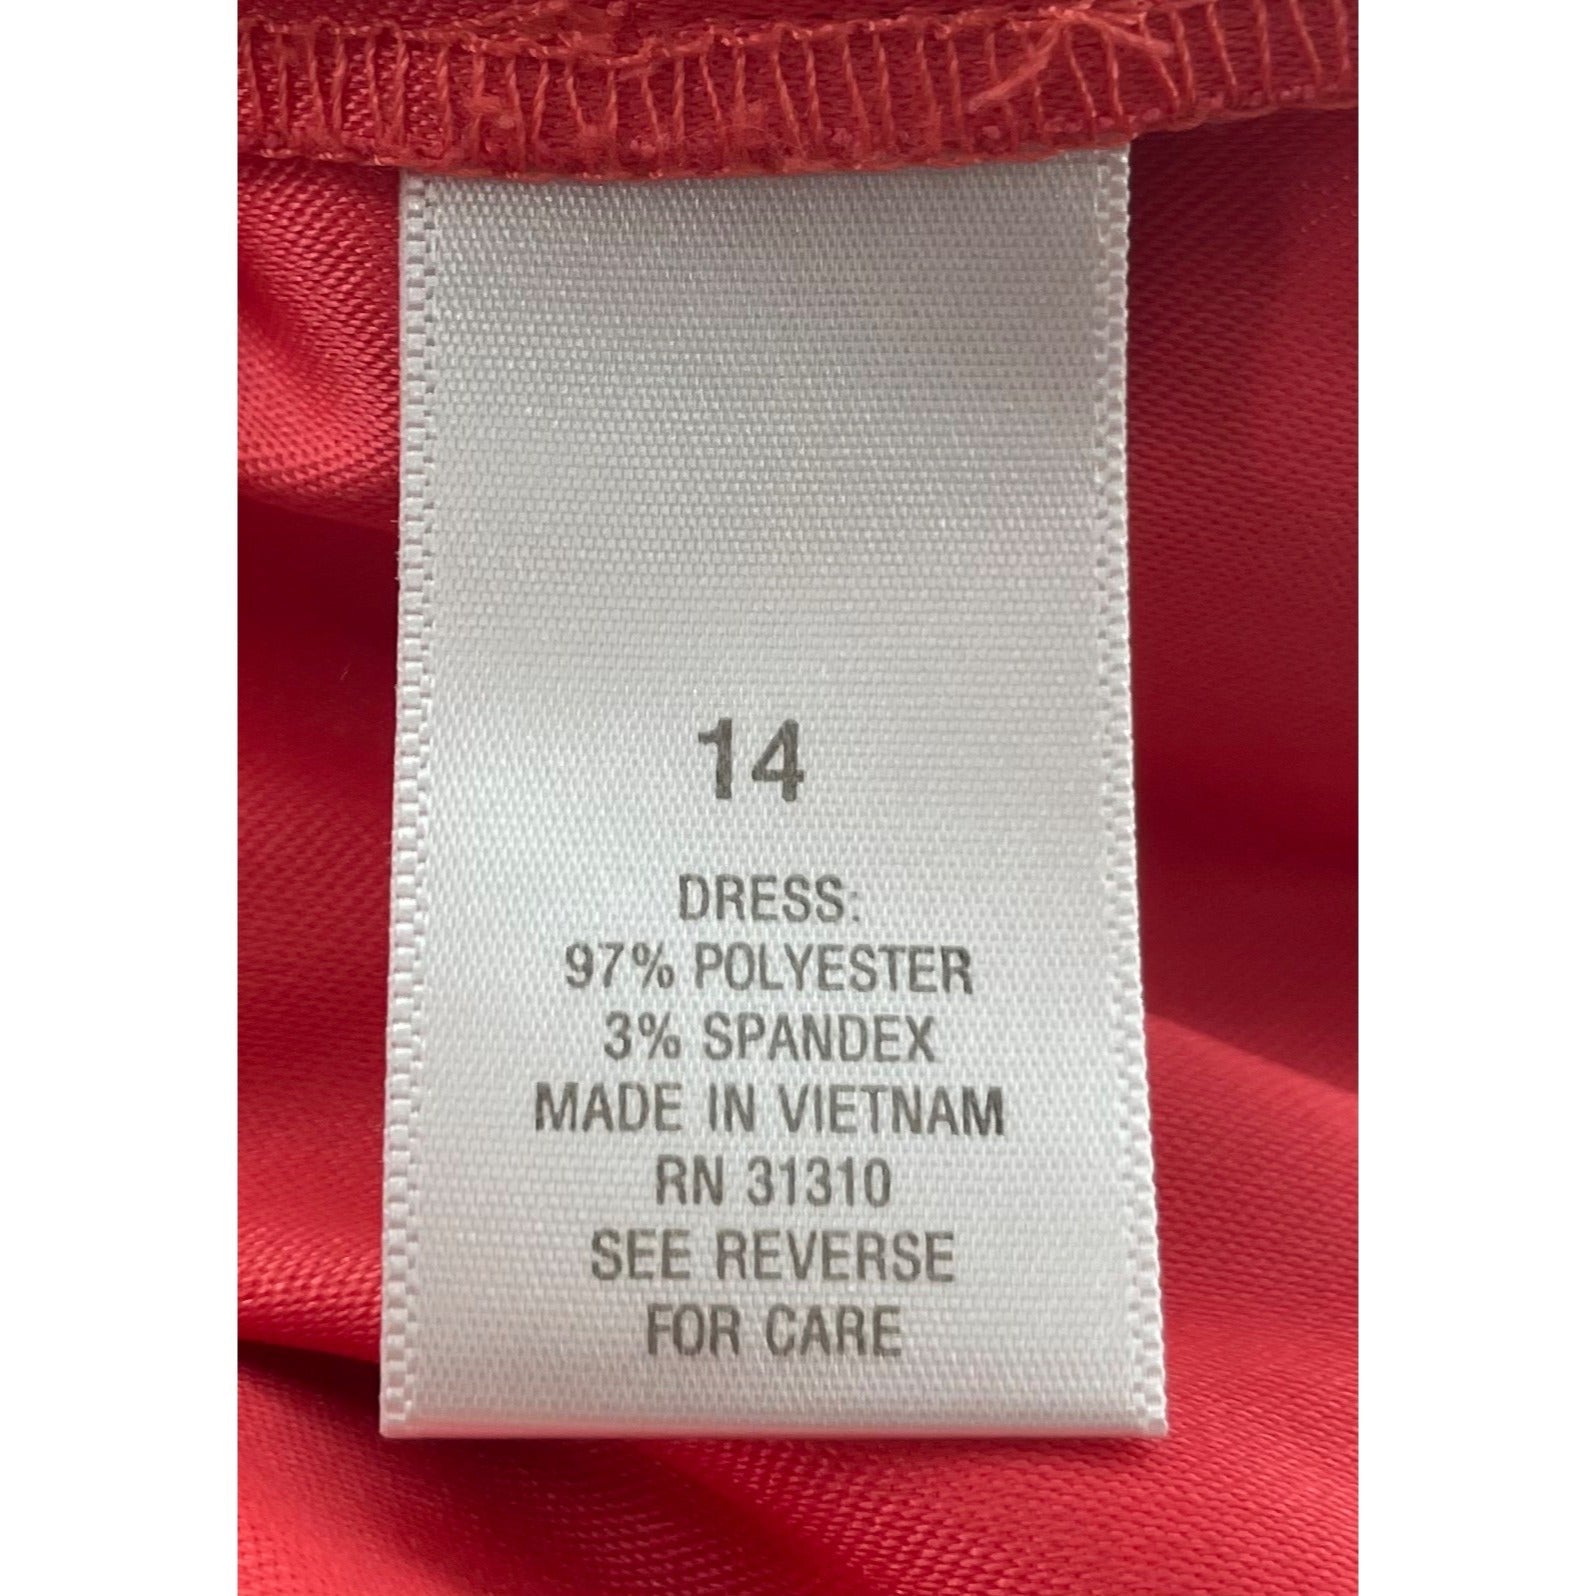 14
DRESS:
97% POLYESTER
3% SPANDEX
MADE IN VIETNAM
RN 31310
SEE REVERSE
FOR CARE